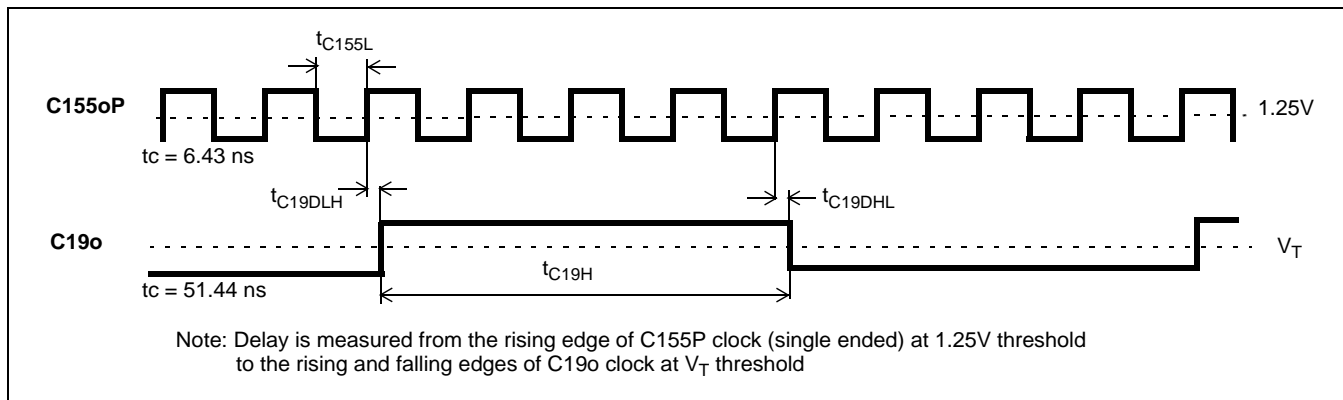 tC155L
C155oP
1.25V
tc = 6.43 ns
tC19DLH
tC19DHL
C19o
VT
tC19H
tc = 51.44 ns
Note: Delay is measured from the rising edge of C155P clock (single ended) at 1.25V threshold
to the rising and falling edges of C19o clock at VT threshold